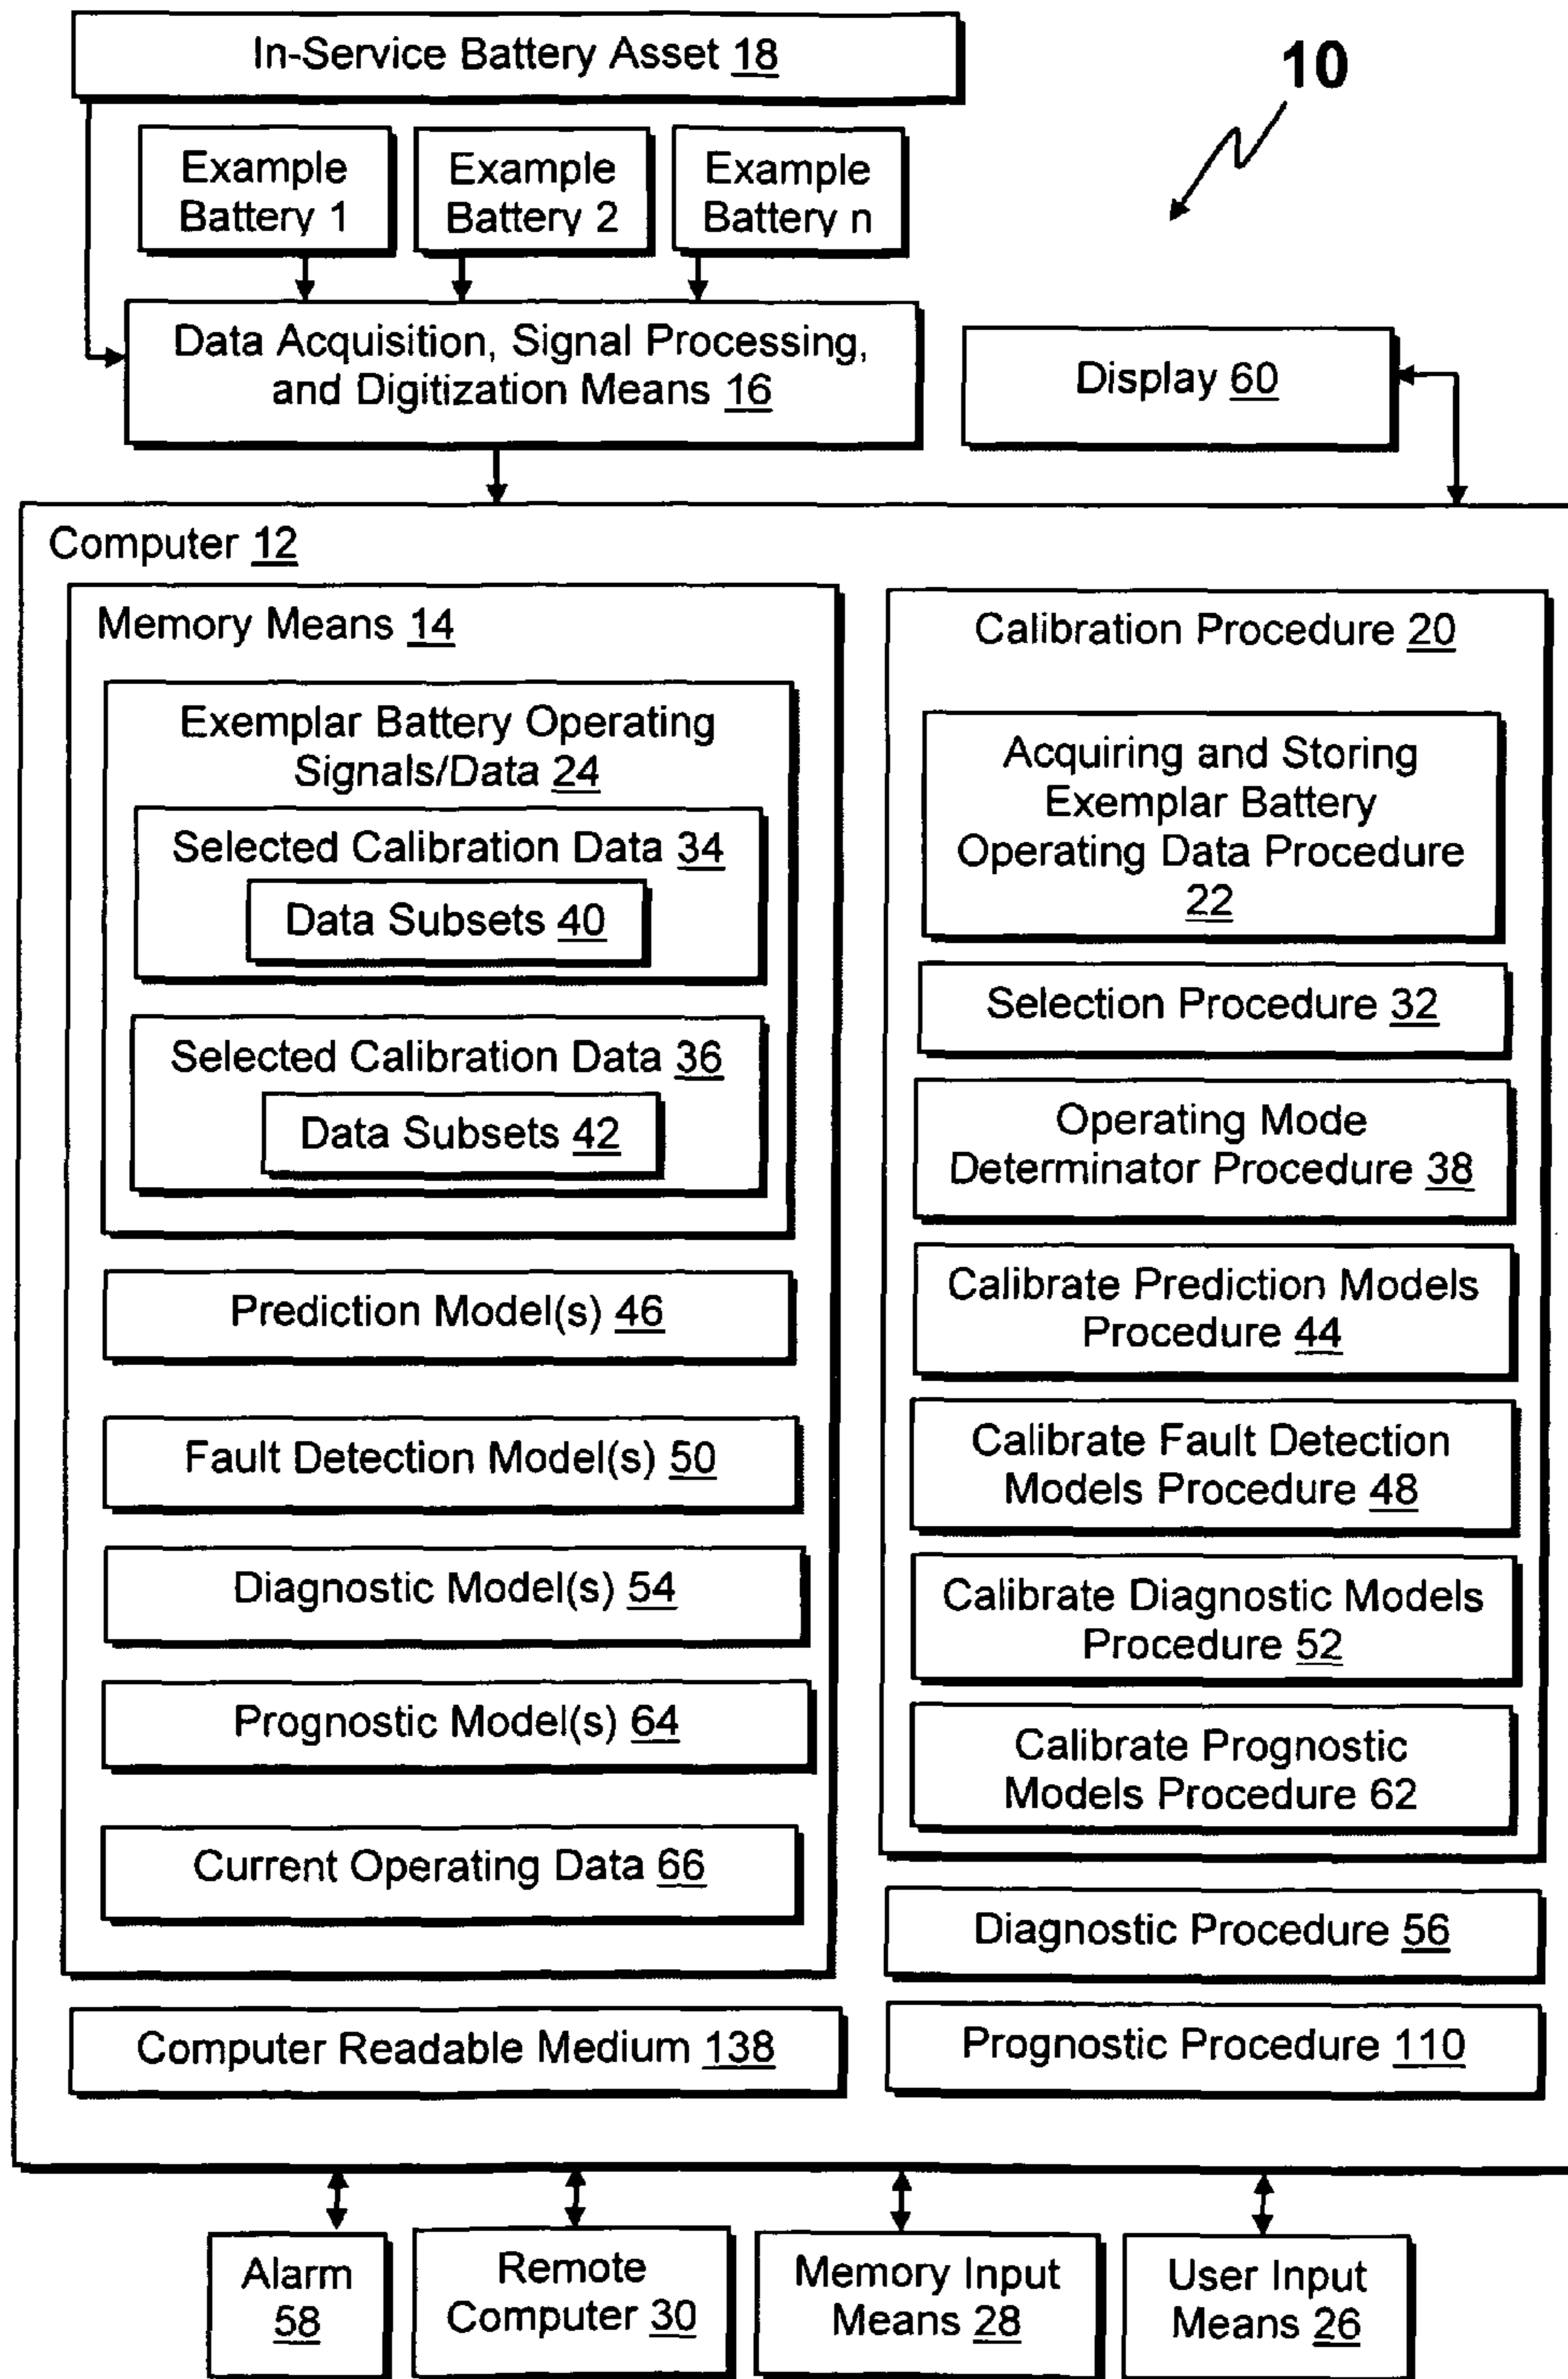 In-Service Battery Asset 18
10
Example
Battery 1
Example
Battery 2
Example
Battery n
Data Acquisition, Signal Processing,
and Digitization Means 16
Display 60
Computer 12
Memory Means 14
Exemplar Battery Operating
Signals/Data 24
Selected Calibration Data 34
Data Subsets 40
Selected Calibration Data 36
Data Subsets 42
Prediction Model(s) 46
Fault Detection Model(s) 50
Diagnostic Model(s) 54
Prognostic Model(s) 64
Current Operating Data 66
Computer Readable Medium 138
Calibration Procedure 20
Acquiring and Storing
Exemplar Battery
Operating Data Procedure
22
Selection Procedure 32
Operating Mode
Determinator Procedure 38
Calibrate Prediction Models
Procedure 44
Calibrate Fault Detection
Models Procedure 48
Calibrate Diagnostic Models
Procedure 52
Calibrate Prognostic
Models Procedure 62
Diagnostic Procedure 56
Prognostic Procedure 110
Alarm
58
Remote
Computer 30
Memory Input
Means 28
User Input
Means 26